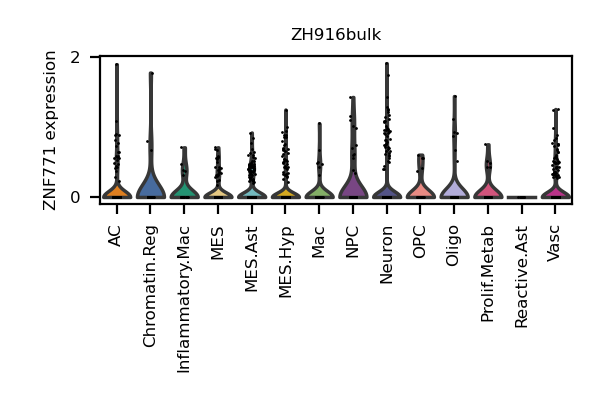 ZH916bulk
ZNF771 expression
2
0
AC
Chromatin.Reg
Inflammatory.Mac
MES
MES.Ast
MES.Hyp
Mac
NPC
Neuron
OPC
Oligo
Prolif.Metab
Reactive.Ast
Vasc